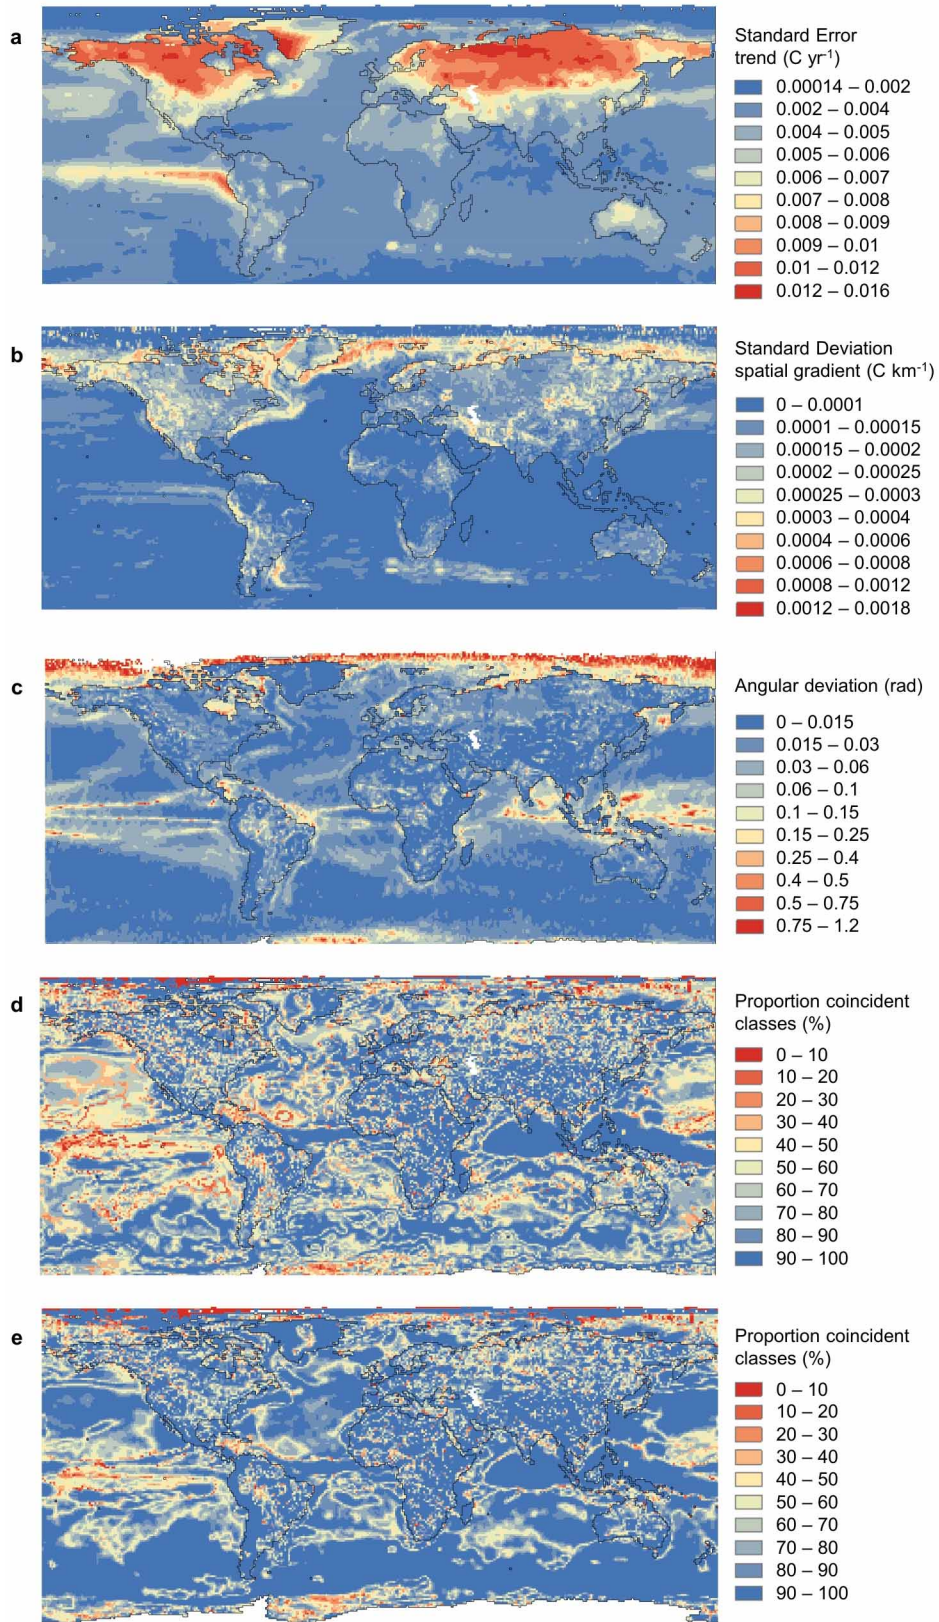 a
Standard Error
trend (C yr⁻¹)
0.00014 – 0.002
0.002 – 0.004
0.004 – 0.005
0.005 – 0.006
0.006 – 0.007
0.007 – 0.008
0.008 – 0.009
0.009 – 0.01
0.01 – 0.012
0.012 – 0.016
b
Standard Deviation
spatial gradient (C km⁻¹)
0 – 0.0001
0.0001 – 0.00015
0.00015 – 0.0002
0.0002 – 0.00025
0.00025 – 0.0003
0.0003 – 0.0004
0.0004 – 0.0006
0.0006 – 0.0008
0.0008 – 0.0012
0.0012 – 0.0018
c
Angular deviation (rad)
0 – 0.015
0.015 – 0.03
0.03 – 0.06
0.06 – 0.1
0.1 – 0.15
0.15 – 0.25
0.25 – 0.4
0.4 – 0.5
0.5 – 0.75
0.75 – 1.2
d
Proportion coincident
classes (%)
0 – 10
10 – 20
20 – 30
30 – 40
40 – 50
50 – 60
60 – 70
70 – 80
80 – 90
90 – 100
e
Proportion coincident
classes (%)
0 – 10
10 – 20
20 – 30
30 – 40
40 – 50
50 – 60
60 – 70
70 – 80
80 – 90
90 – 100